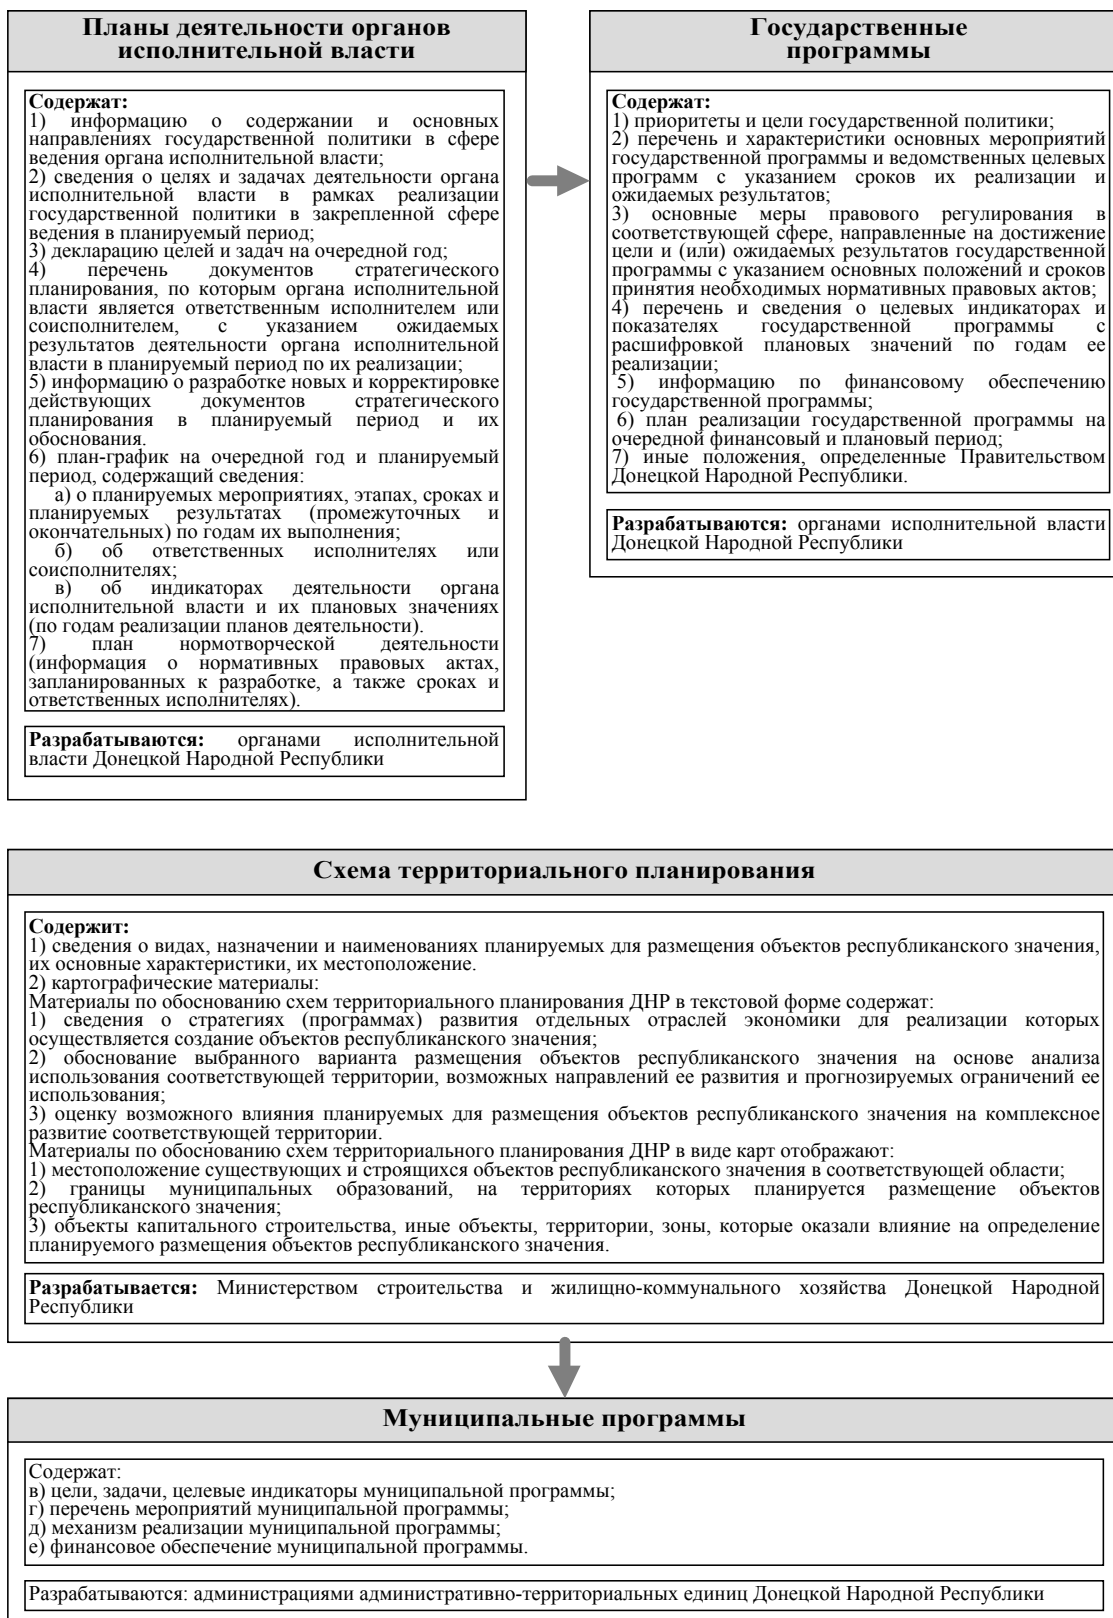 Планы деятельности органов
исполнительной власти
Содержат:
1) информацию о содержании и основных
направлениях государственной политики в сфере
ведения органа исполнительной власти;
2) сведения о целях и задачах деятельности органа
исполнительной власти в рамках реализации
государственной политики в закрепленной сфере
ведения в планируемый период;
3) декларацию целей и задач на очередной год;
4) перечень документов стратегического
планирования, по которым органа исполнительной
власти является ответственным исполнителем или
соисполнителем, с указанием ожидаемых
результатов деятельности органа исполнительной
власти в планируемый период по их реализации;
5) информацию о разработке новых и корректировке
действующих документов стратегического
планирования в планируемый период и их
обоснования.
6) план-график на очередной год и планируемый
период, содержащий сведения:
а) о планируемых мероприятиях, этапах, сроках и
планируемых результатах (промежуточных и
окончательных) по годам их выполнения;
б) об ответственных исполнителях или
соисполнителях;
в) об индикаторах деятельности органа
исполнительной власти и их плановых значениях
(по годам реализации планов деятельности).
7) план нормотворческой деятельности
(информация о нормативных правовых актах,
запланированных к разработке, а также сроках и
ответственных исполнителях).
Разрабатываются: органами исполнительной
власти Донецкой Народной Республики
Государственные
программы
Содержат:
1) приоритеты и цели государственной политики;
2) перечень и характеристики основных мероприятий
государственной программы и ведомственных целевых
программ с указанием сроков их реализации и
ожидаемых результатов;
3) основные меры правового регулирования в
соответствующей сфере, направленные на достижение
цели и (или) ожидаемых результатов государственной
программы с указанием основных положений и сроков
принятия необходимых нормативных правовых актов;
4) перечень и сведения о целевых индикаторах и
показателях государственной программы с
расшифровкой плановых значений по годам ее
реализации;
5) информацию по финансовому обеспечению
государственной программы;
6) план реализации государственной программы на
очередной финансовый и плановый период;
7) иные положения, определенные Правительством
Донецкой Народной Республики.
Разрабатываются: органами исполнительной власти
Донецкой Народной Республики
Схема территориального планирования
Содержит:
1) сведения о видах, назначении и наименованиях планируемых для размещения объектов республиканского значения,
их основные характеристики, их местоположение.
2) картографические материалы:
Материалы по обоснованию схем территориального планирования ДНР в текстовой форме содержат:
1) сведения о стратегиях (программах) развития отдельных отраслей экономики для реализации которых
осуществляется создание объектов республиканского значения;
2) обоснование выбранного варианта размещения объектов республиканского значения на основе анализа
использования соответствующей территории, возможных направлений ее развития и прогнозируемых ограничений ее
использования;
3) оценку возможного влияния планируемых для размещения объектов республиканского значения на комплексное
развитие соответствующей территории.
Материалы по обоснованию схем территориального планирования ДНР в виде карт отображают:
1) местоположение существующих и строящихся объектов республиканского значения в соответствующей области;
2) границы муниципальных образований, на территориях которых планируется размещение объектов
республиканского значения;
3) объекты капитального строительства, иные объекты, территории, зоны, которые оказали влияние на определение
планируемого размещения объектов республиканского значения.
Разрабатывается: Министерством строительства и жилищно-коммунального хозяйства Донецкой Народной
Республики
Муниципальные программы
Содержат:
в) цели, задачи, целевые индикаторы муниципальной программы;
г) перечень мероприятий муниципальной программы;
д) механизм реализации муниципальной программы;
е) финансовое обеспечение муниципальной программы.
Разрабатываются: администрациями административно-территориальных единиц Донецкой Народной Республики